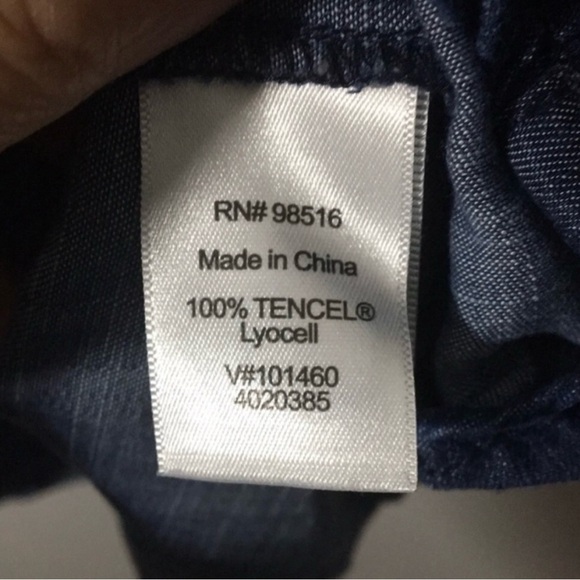 RN# 98516
Made in China
100% TENCEL®
Lyocell
V#101460
4020385